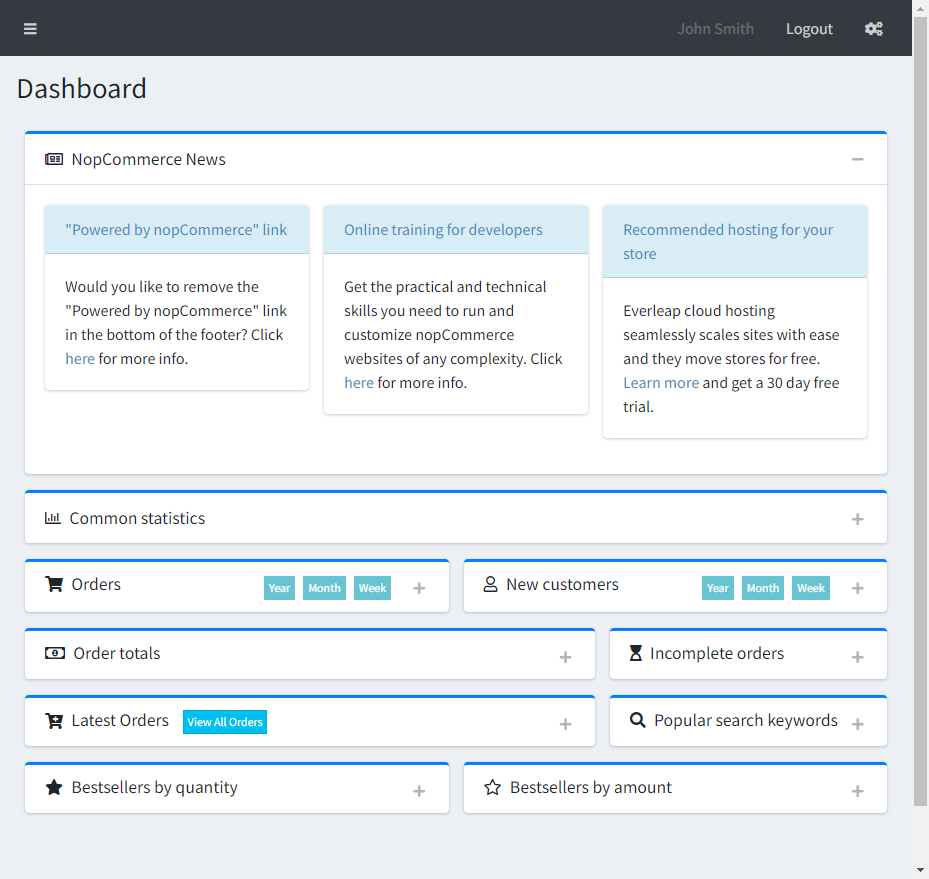 John Smith Logout
Dashboard
NopCommerce News
"Powered by nopCommerce" link
Would you like to remove the
"Powered by nopCommerce" link
in the bottom of the footer? Click
here for more info.
Online training for developers
Get the practical and technical
skills you need to run and
customize nopCommerce
websites of any complexity. Click
here for more info.
Recommended hosting for your
store
Everleap cloud hosting
seamlessly scales sites with ease
and they move stores for free.
Learn more and get a 30 day free
trial.
Common statistics
Orders Year Month Week
New customers Year Month Week
Order totals
Incomplete orders
Latest Orders View All Orders
Popular search keywords
Bestsellers by quantity
Bestsellers by amount